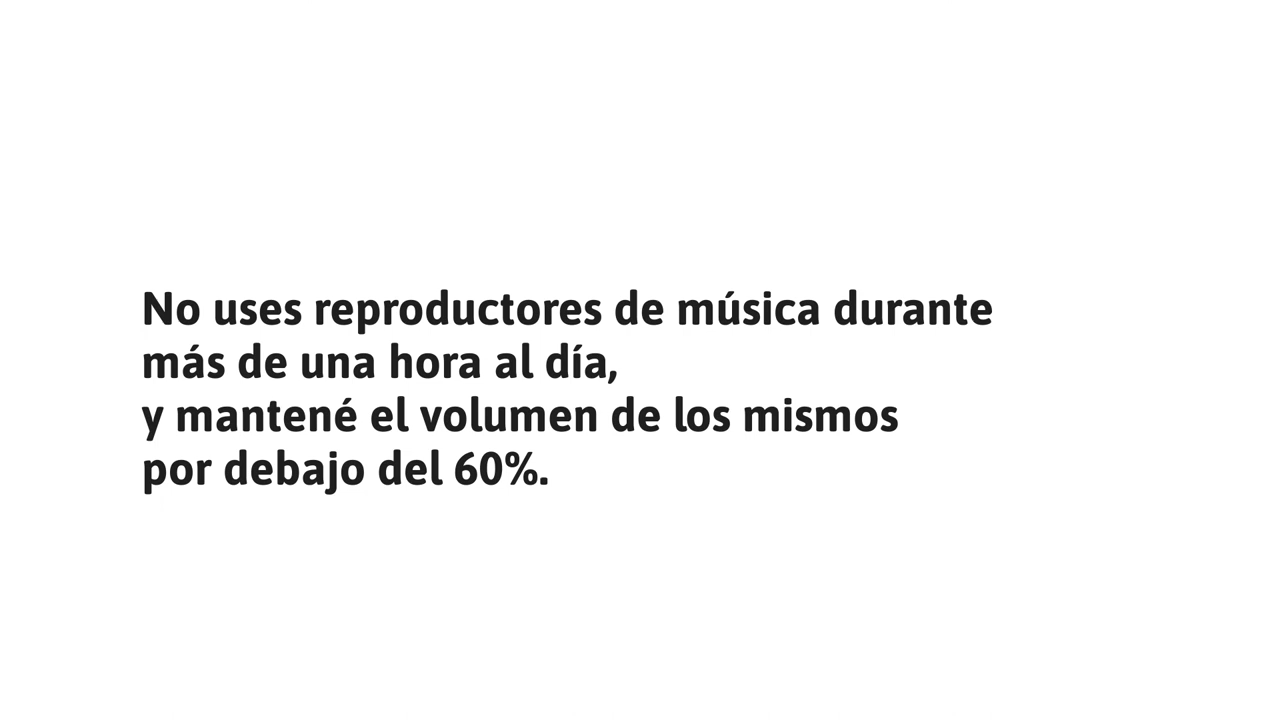 No uses reproductores de música durante
más de una hora al día,
y mantené el volumen de los mismos
por debajo del 60%.